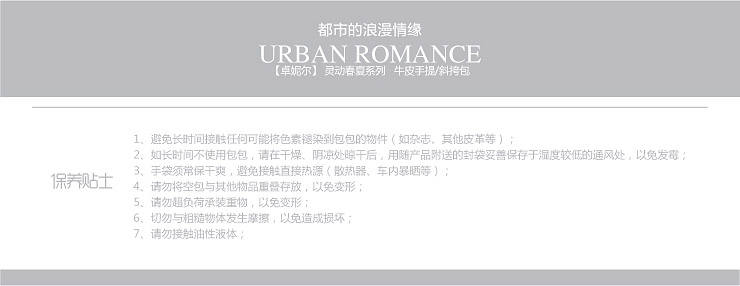 都市的浪漫情缘
URBAN ROMANCE
【卓妮尔】 灵动春夏系列 牛皮手提/斜挎包
保养贴士
1、避免长时间接触任何可能将色素褪染到包包的物件（如杂志、其他皮革等）；
2、如长时间不使用包包，请在干燥、阴凉处晾干后，用随产品附送的封袋妥善保存于湿度较低的通风处，以免发霉；
3、手袋须常保干爽，避免接触直接热源（散热器、车内暴晒等）；
4、请勿将空包与其他物品重叠存放，以免变形；
5、请勿超负荷承装重物，以免变形；
6、切勿与粗糙物体发生摩擦，以免造成损坏；
7、请勿接触油性液体；